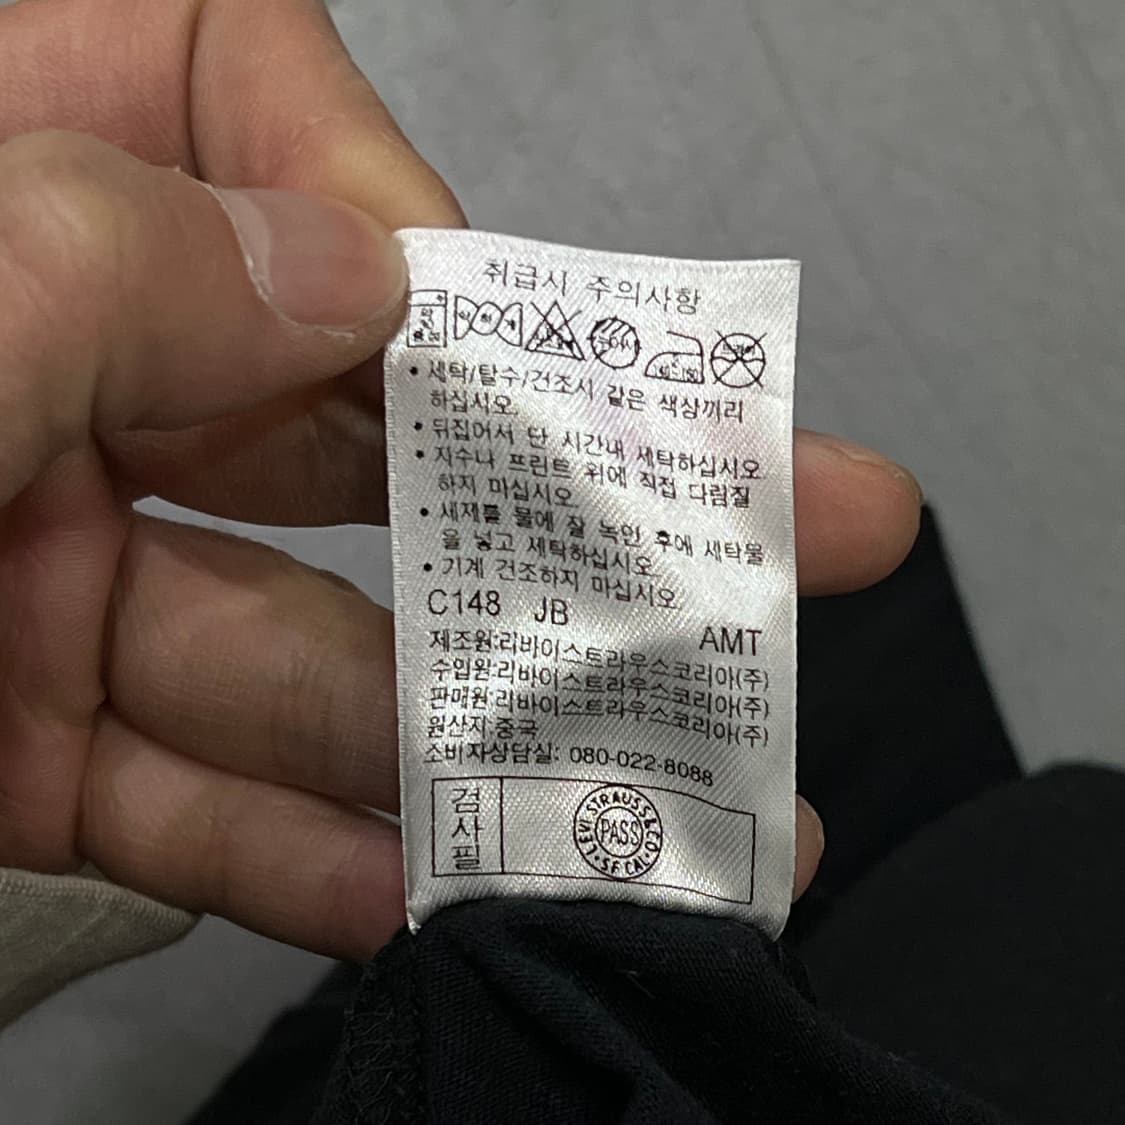 취급시 주의사항
• 세탁/탈수/건조시 같은 색상끼리
하십시오.
• 뒤집어서 단 시간내 세탁하십시오
• 자수나 프린트 위에 직접 다림질
하지 마십시오.
• 세제를 물에 잘 녹인 후에 세탁물
을 넣고 세탁하십시오.
• 기계 건조하지 마십시오.
C148 JB AMT
제조원:리바이스트라우스코리아(주)
수입원:리바이스트라우스코리아(주)
판매원:리바이스트라우스코리아(주)
원산지:중국
소비자상담실: 080-022-8088
검사필
LEVI STRAUSS & CO. • S F CAL •
PASS